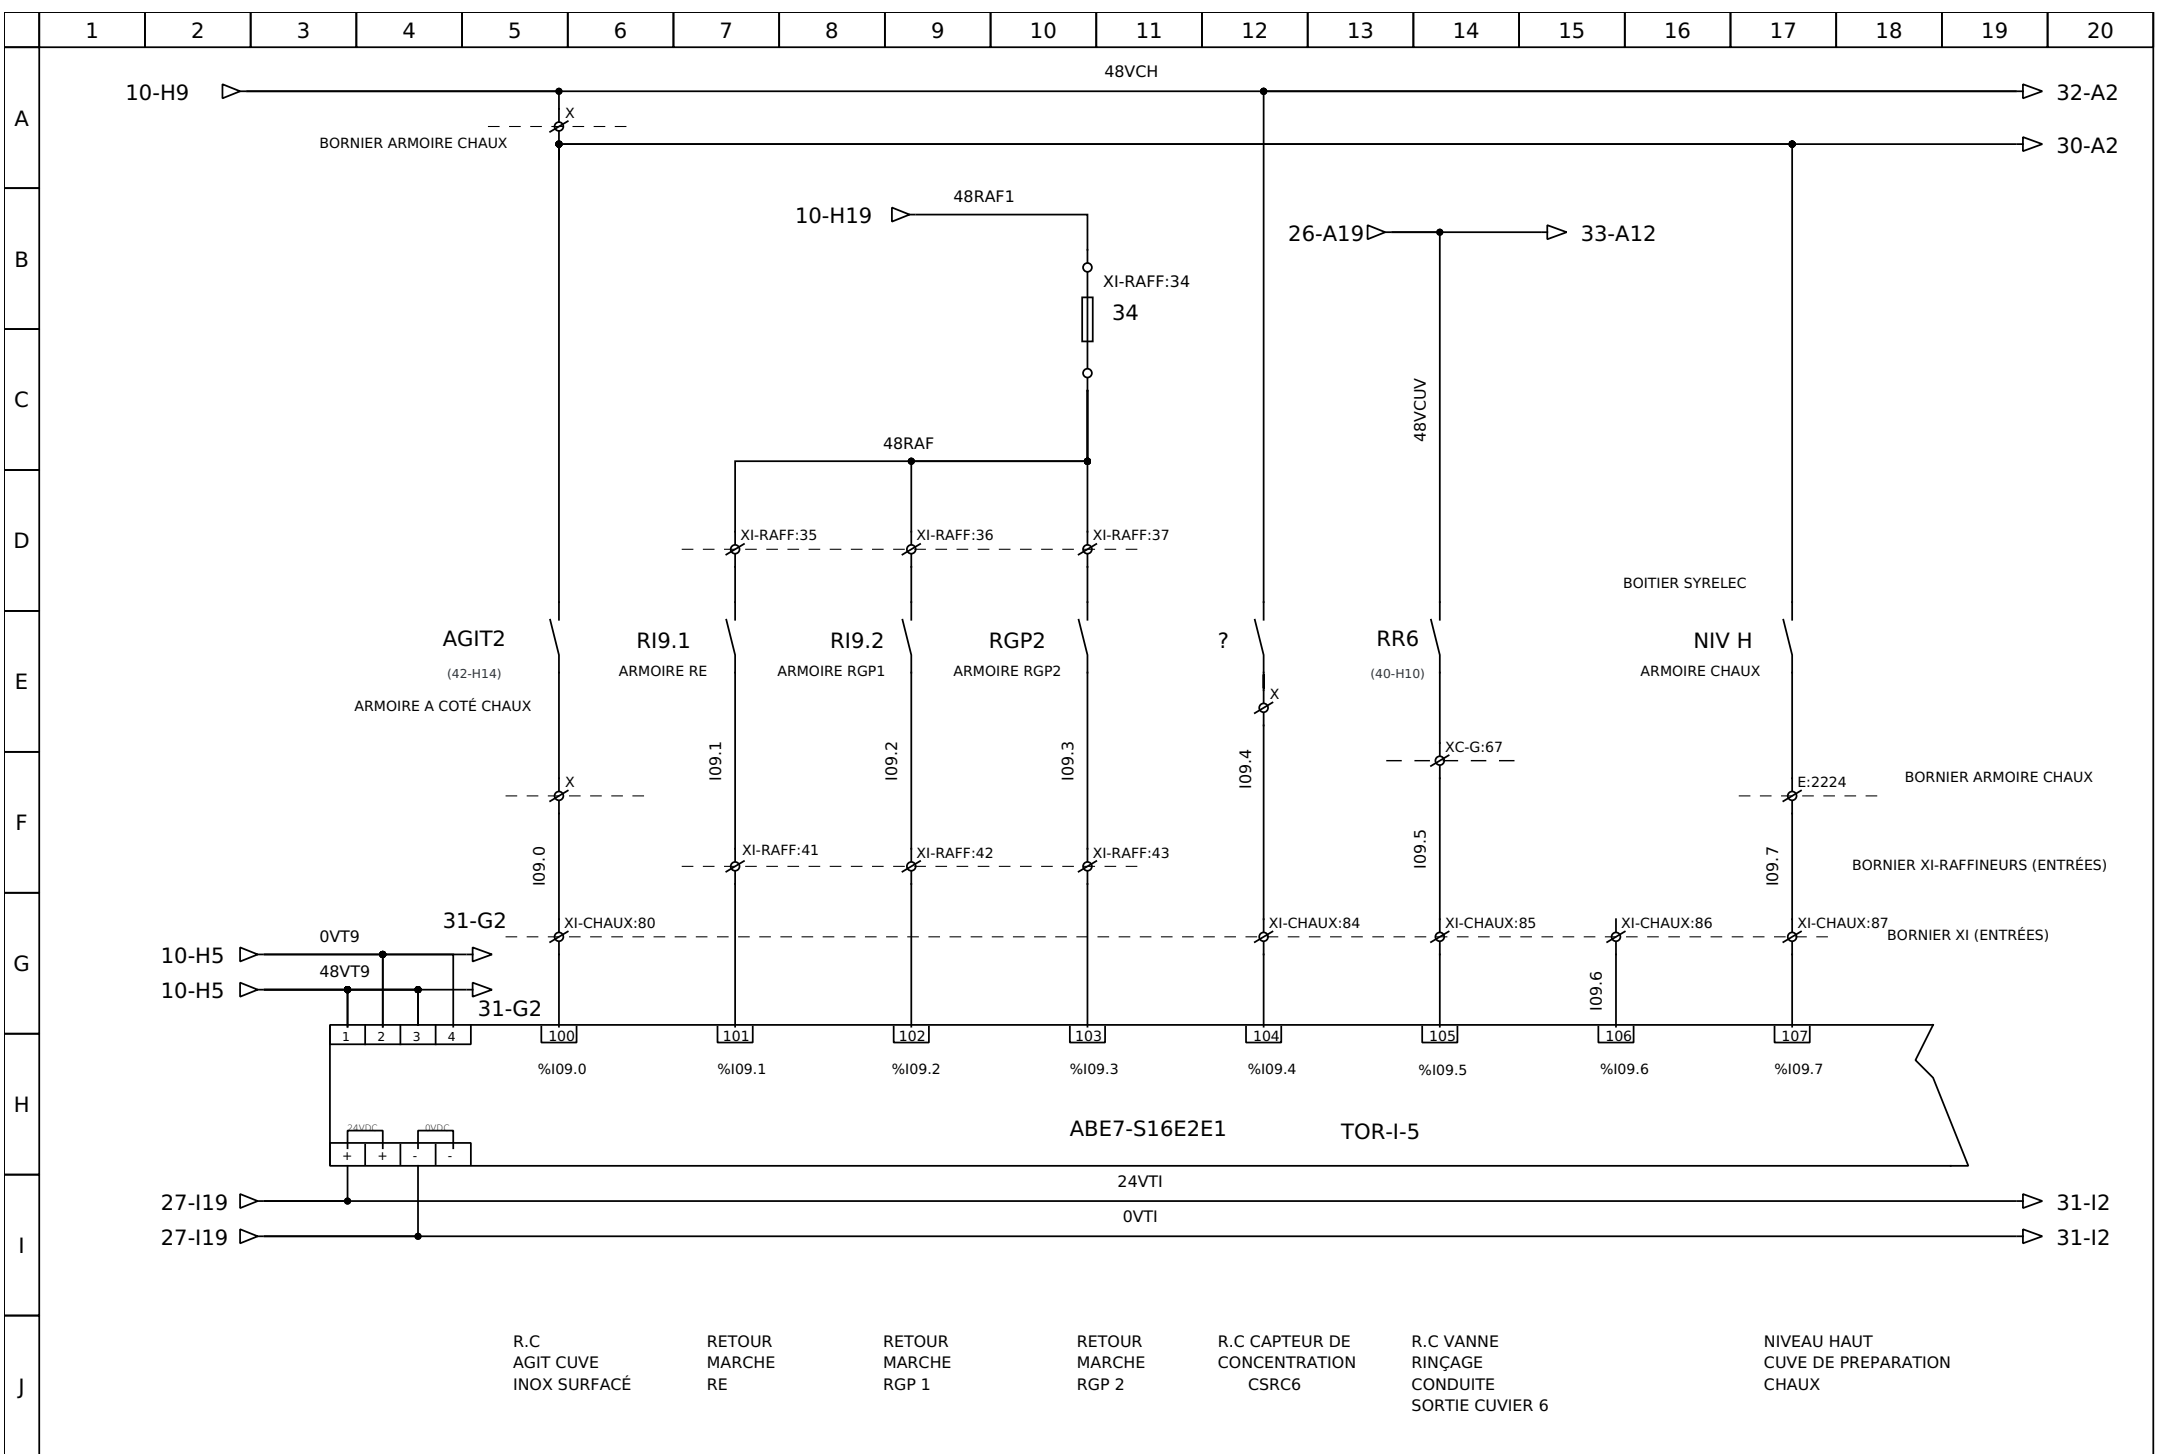 1 2 3 4 5 6 7 8 9 10 11 12 13 14 15 16 17 18 19 20
A
B
C
D
E
F
G
H
I
J
48VCH
10-H9
32-A2
X
BORNIER ARMOIRE CHAUX
30-A2
48RAF1
10-H19
26-A19
33-A12
XI-RAFF:34
34
48VCUV
48RAF
XI-RAFF:35
XI-RAFF:36
XI-RAFF:37
BOITIER SYRELEC
AGIT2
(42-H14)
ARMOIRE A COTÉ CHAUX
RI9.1
ARMOIRE RE
RI9.2
ARMOIRE RGP1
RGP2
ARMOIRE RGP2
?
X
RR6
(40-H10)
NIV H
ARMOIRE CHAUX
I09.1
I09.2
I09.3
I09.4
XC-G:67
X
E:2224
BORNIER ARMOIRE CHAUX
I09.0
XI-RAFF:41
XI-RAFF:42
XI-RAFF:43
I09.5
I09.7
BORNIER XI-RAFFINEURS (ENTRÉES)
31-G2
XI-CHAUX:80
XI-CHAUX:84
XI-CHAUX:85
XI-CHAUX:86
XI-CHAUX:87
BORNIER XI (ENTRÉES)
0VT9
10-H5
48VT9
10-H5
31-G2
I09.6
1 2 3 4
100 101 102 103 104 105 106 107
%I09.0 %I09.1 %I09.2 %I09.3 %I09.4 %I09.5 %I09.6 %I09.7
ABE7-S16E2E1
TOR-I-5
24VDC 0VDC
+ + - -
24VTI
27-I19
31-I2
0VTI
27-I19
31-I2
R.C
AGIT CUVE
INOX SURFACÉ
RETOUR
MARCHE
RE
RETOUR
MARCHE
RGP 1
RETOUR
MARCHE
RGP 2
R.C CAPTEUR DE
CONCENTRATION
CSRC6
R.C VANNE
RINÇAGE
CONDUITE
SORTIE CUVIER 6
NIVEAU HAUT
CUVE DE PREPARATION
CHAUX